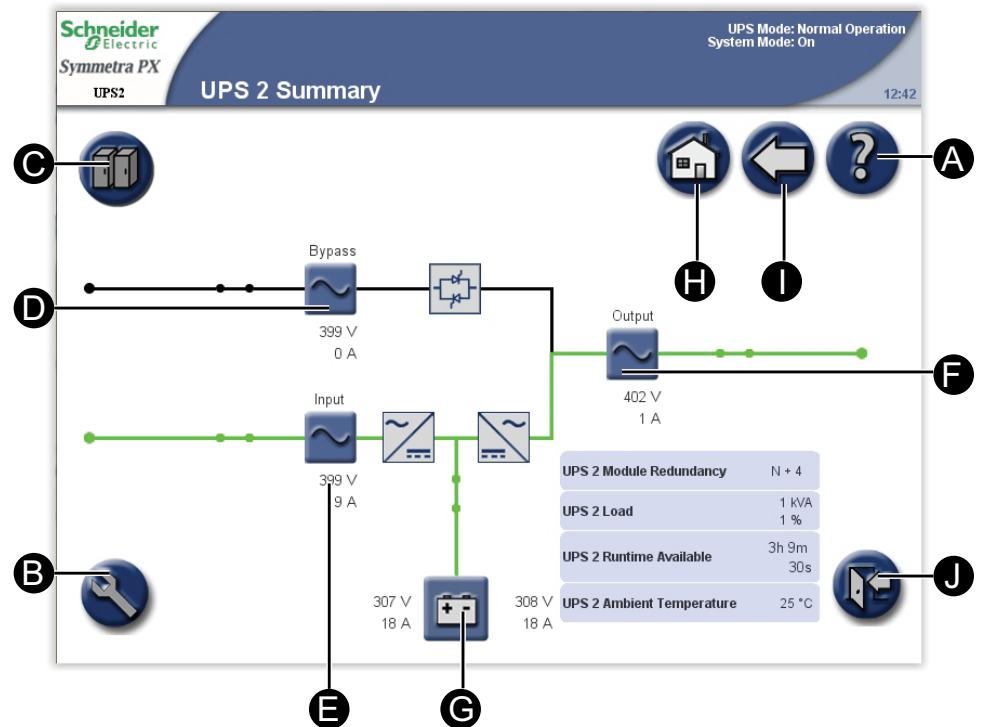 Schneider
Electric
Symmetra PX
UPS2
UPS 2 Summary
UPS Mode: Normal Operation
System Mode: On
12:42
C
A
H
I
Bypass
D
399 V
0 A
Output
F
402 V
1 A
Input
399 V
9 A
UPS 2 Module Redundancy N + 4
UPS 2 Load 1 kVA
1 %
UPS 2 Runtime Available 3h 9m
30s
UPS 2 Ambient Temperature 25 °C
B
J
307 V
18 A
308 V
18 A
E
G